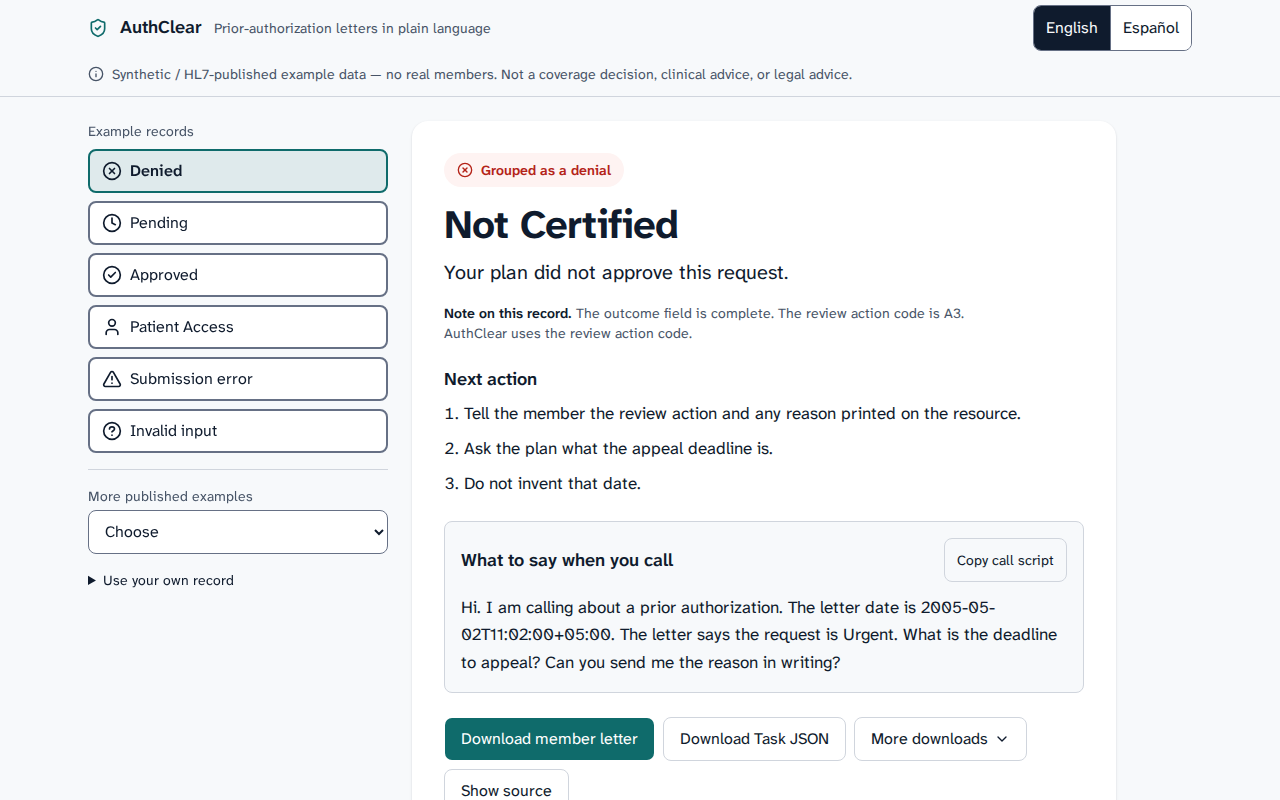 AuthClear Prior-authorization letters in plain language
English Español
Synthetic / HL7-published example data — no real members. Not a coverage decision, clinical advice, or legal advice.
Example records
Denied
Pending
Approved
Patient Access
Submission error
Invalid input
More published examples
Choose
Use your own record
Grouped as a denial
Not Certified
Your plan did not approve this request.
Note on this record. The outcome field is complete. The review action code is A3.
AuthClear uses the review action code.
Next action
1. Tell the member the review action and any reason printed on the resource.
2. Ask the plan what the appeal deadline is.
3. Do not invent that date.
What to say when you call
Copy call script
Hi. I am calling about a prior authorization. The letter date is 2005-05-
02T11:02:00+05:00. The letter says the request is Urgent. What is the deadline
to appeal? Can you send me the reason in writing?
Download member letter Download Task JSON More downloads
Show source